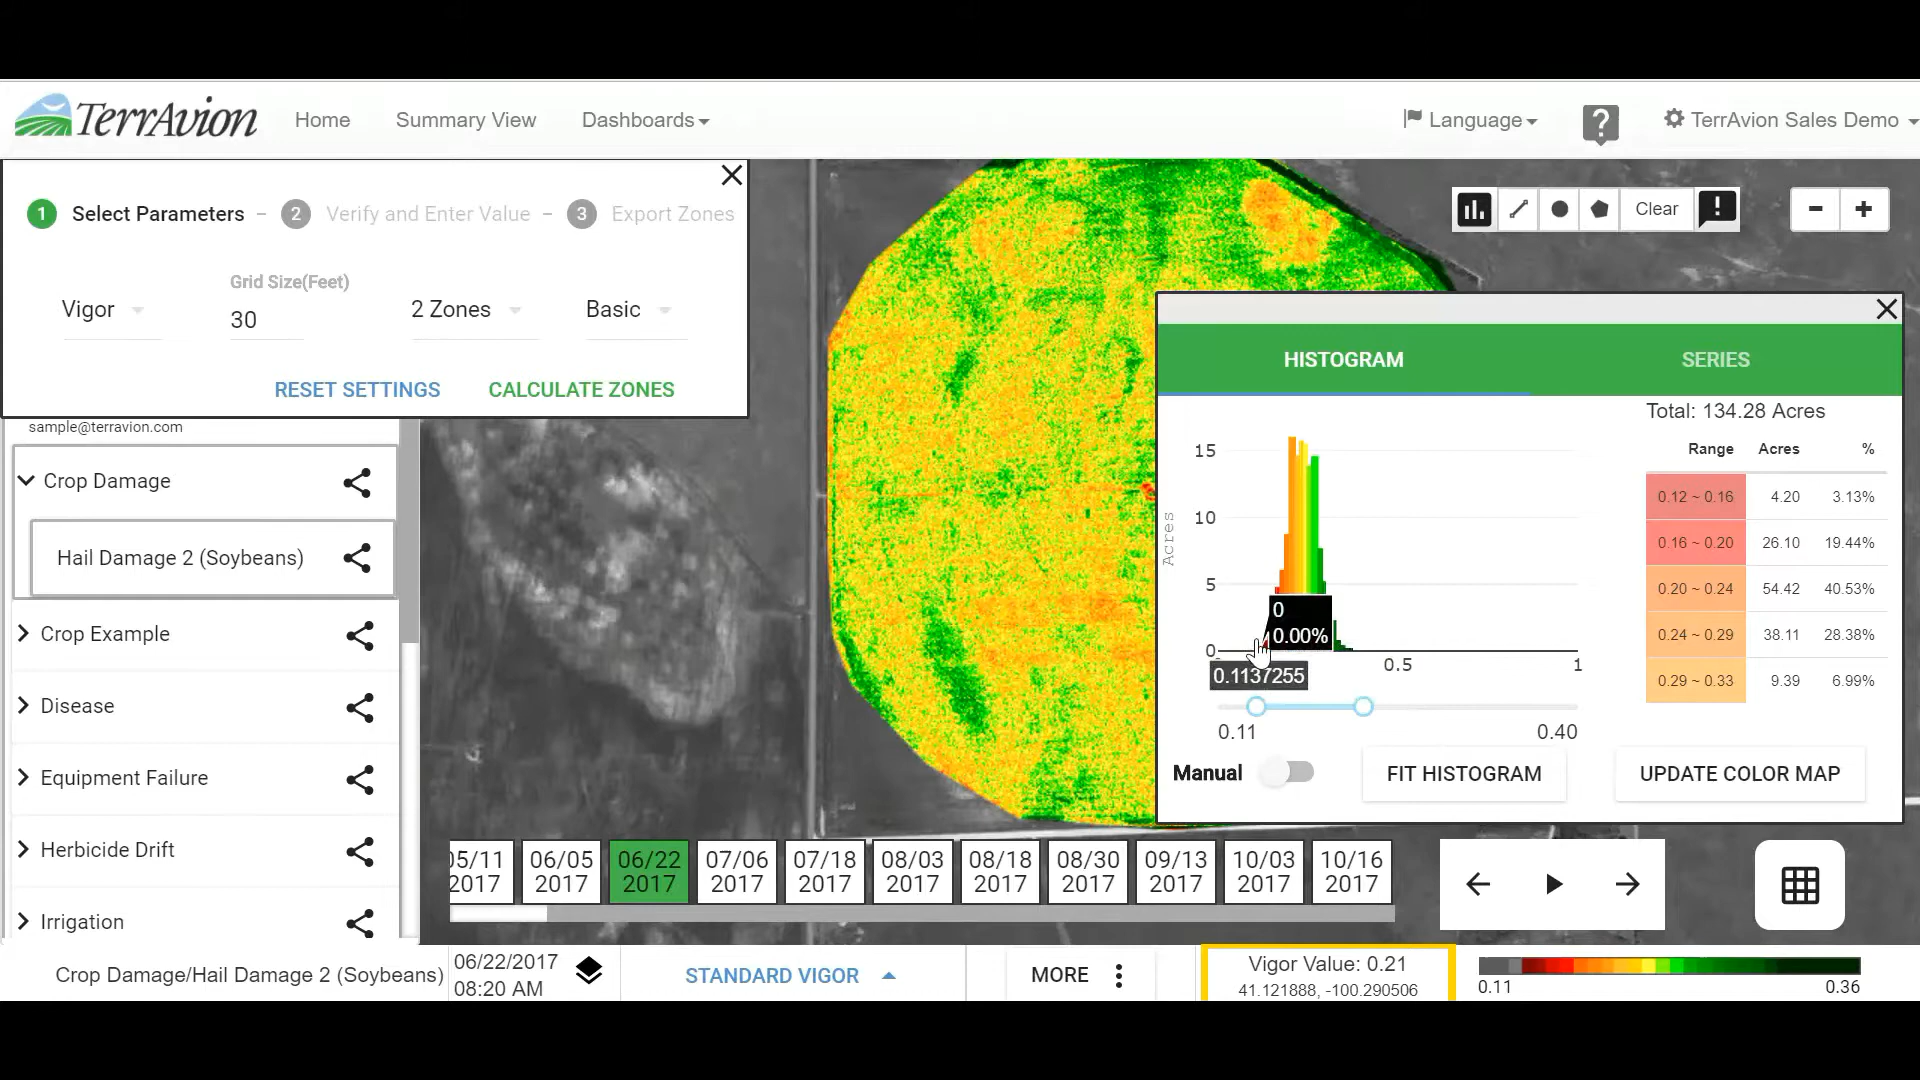 TerrAvion
Home
Summary View
Dashboards
Language
?
TerrAvion Sales Demo
1 Select Parameters - 2 Verify and Enter Value - 3 Export Zones
Grid Size(Feet)
Vigor
30
2 Zones
Basic
RESET SETTINGS
CALCULATE ZONES
sample@terravion.com
Crop Damage
Hail Damage 2 (Soybeans)
Crop Example
Disease
Equipment Failure
Herbicide Drift
Irrigation
Clear
!
-
+
HISTOGRAM
SERIES
Total: 134.28 Acres
Range Acres %
0.12 ~ 0.16 4.20 3.13%
0.16 ~ 0.20 26.10 19.44%
0.20 ~ 0.24 54.42 40.53%
0.24 ~ 0.29 38.11 28.38%
0.29 ~ 0.33 9.39 6.99%
Acres
15
10
5
0
0.5
1
0
0.00%
0.1137255
0.11
0.40
Manual
FIT HISTOGRAM
UPDATE COLOR MAP
05/11
2017
06/05
2017
06/22
2017
07/06
2017
07/18
2017
08/03
2017
08/18
2017
08/30
2017
09/13
2017
10/03
2017
10/16
2017
Crop Damage/Hail Damage 2 (Soybeans)
06/22/2017
08:20 AM
STANDARD VIGOR
MORE
Vigor Value: 0.21
41.121888, -100.290506
0.11
0.36